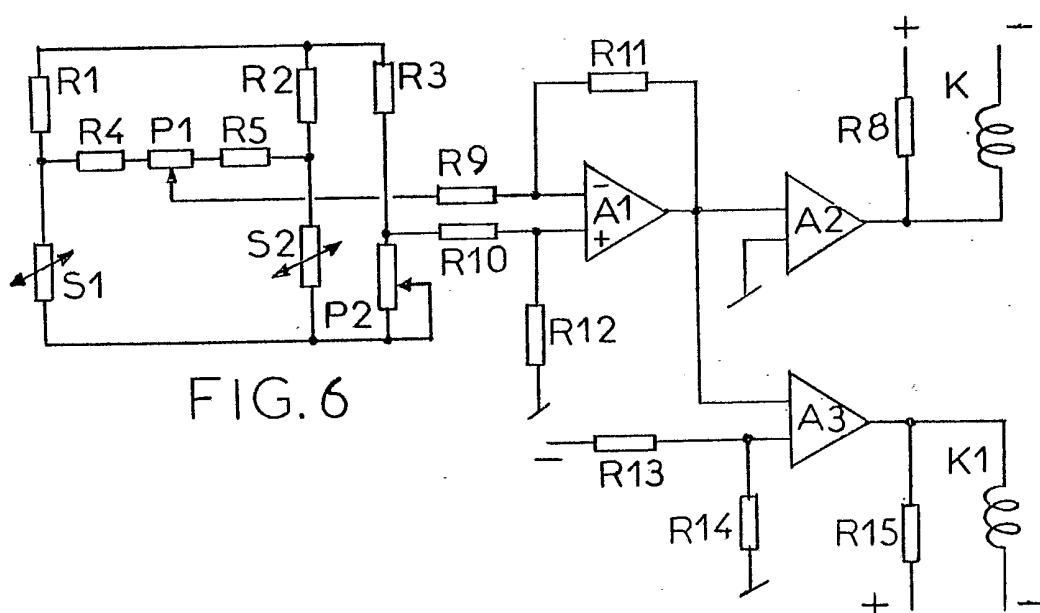 R11
+
−
R1
R2
R3
K
R4
P1
R5
R8
R9
−
A1
+
A2
S2
R10
S1
P2
R12
FIG. 6
A3
−
R13
K1
R14
R15
+
−